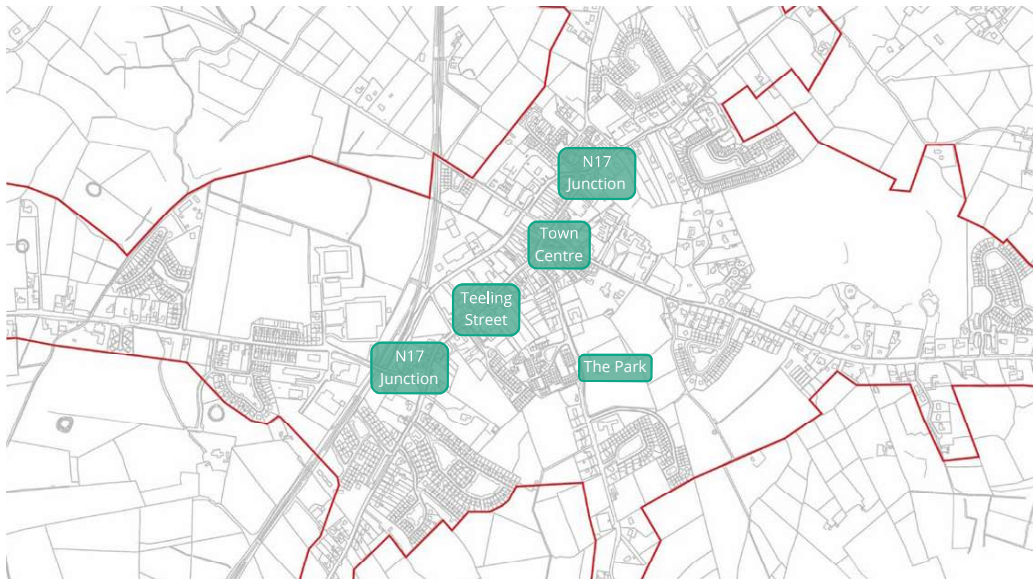 N17
Junction
Town
Centre
Teeling
Street
N17
Junction
The Park